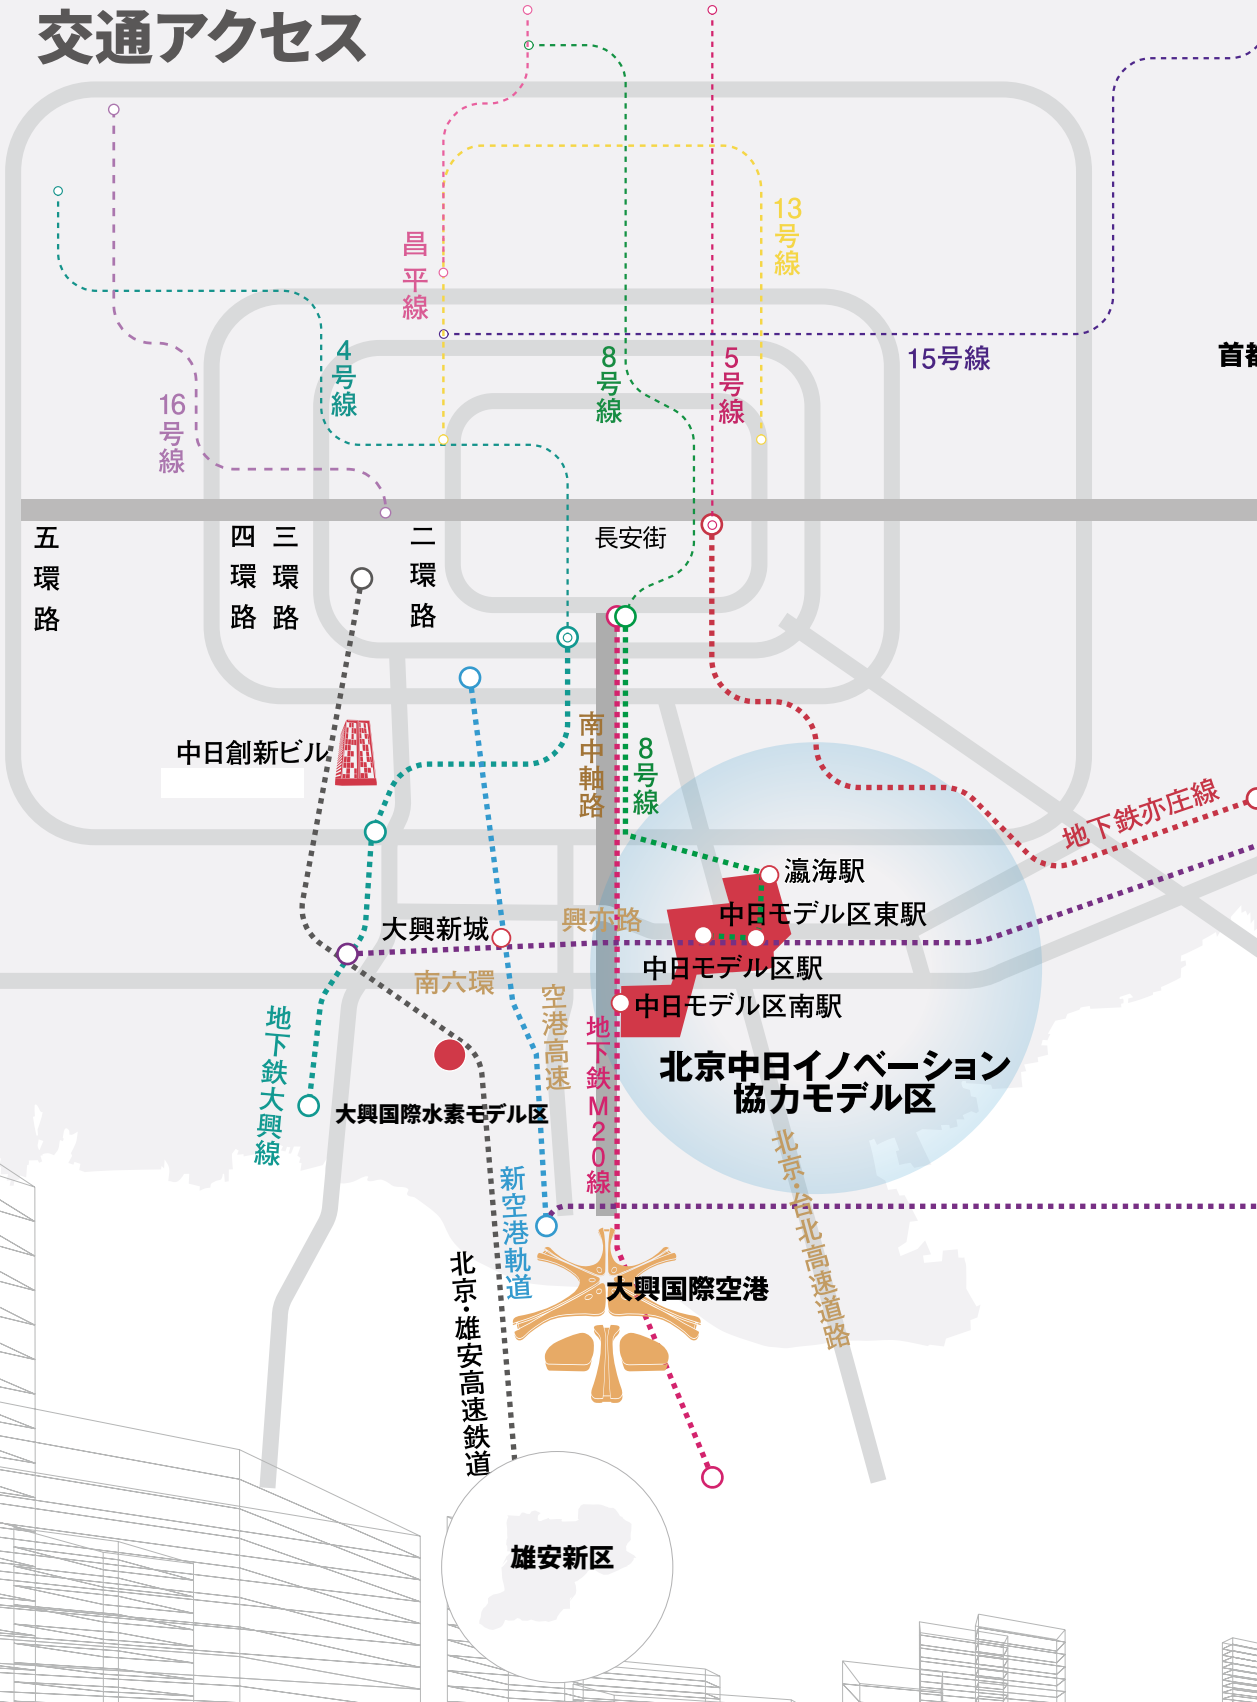 交通アクセス
昌平線
13号線
4号線
8号線
5号線
15号線
首都
16号線
五環路
四環路
三環路
二環路
長安街
中日創新ビル
南中軸路
8号線
地下鉄亦庄線
瀛海駅
大興新城
興亦路
中日モデル区東駅
中日モデル区駅
南六環
中日モデル区南駅
空港高速
地下鉄大興線
地下鉄M20線
北京中日イノベーション
協力モデル区
大興国際水素モデル区
北京·台北高速道路
新空港軌道
北京·雄安高速鉄道
大興国際空港
雄安新区